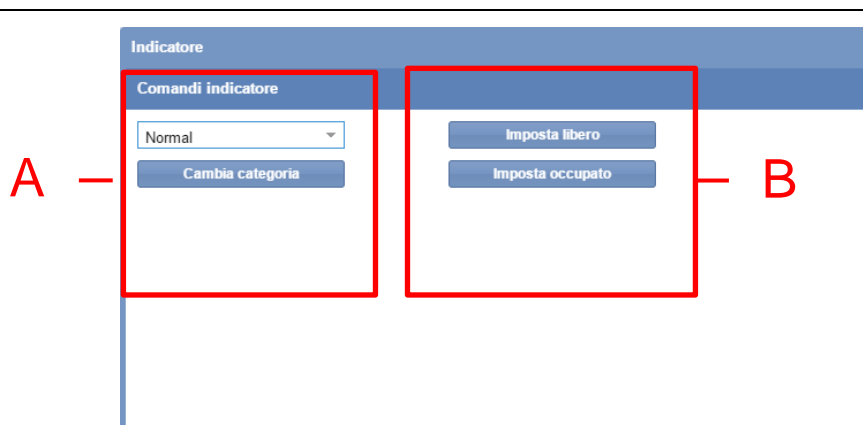 Indicatore
Comandi indicatore
Normal
Imposta libero
Cambia categoria
Imposta occupato
A
B